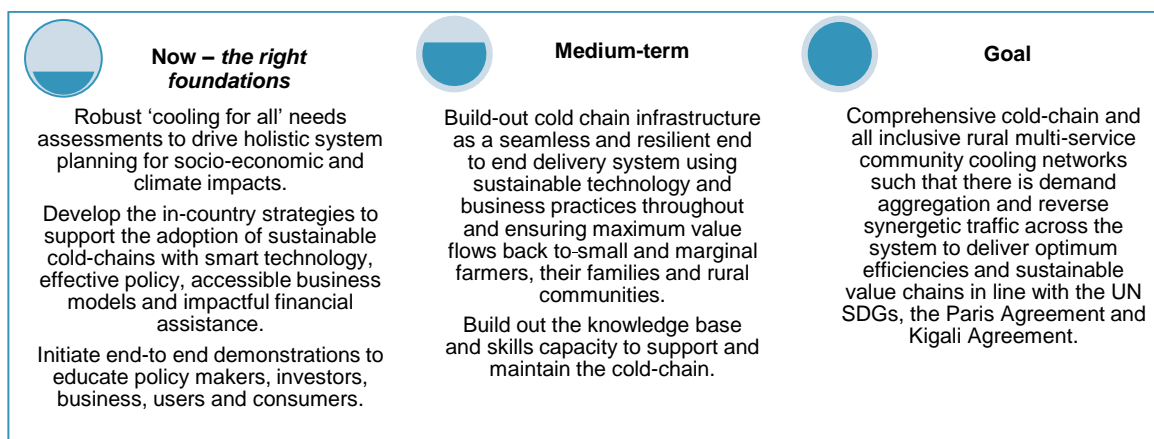 Now – the right
foundations
Robust ‘cooling for all’ needs
assessments to drive holistic system
planning for socio-economic and
climate impacts.
Develop the in-country strategies to
support the adoption of sustainable
cold-chains with smart technology,
effective policy, accessible business
models and impactful financial
assistance.
Initiate end-to end demonstrations to
educate policy makers, investors,
business, users and consumers.
Medium-term
Build-out cold chain infrastructure
as a seamless and resilient end
to end delivery system using
sustainable technology and
business practices throughout
and ensuring maximum value
flows back to-small and marginal
farmers, their families and rural
communities.
Build out the knowledge base
and skills capacity to support and
maintain the cold-chain.
Goal
Comprehensive cold-chain and
all inclusive rural multi-service
community cooling networks
such that there is demand
aggregation and reverse
synergetic traffic across the
system to deliver optimum
efficiencies and sustainable
value chains in line with the UN
SDGs, the Paris Agreement and
Kigali Agreement.